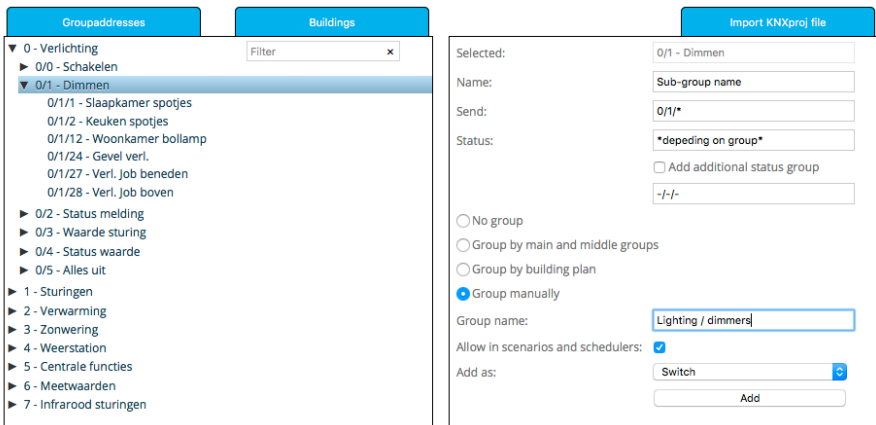 Groupaddresses
Buildings
Import KNXproj file
0 - Verlichting
Filter
×
0/0 - Schakelen
0/1 - Dimmen
0/1/1 - Slaapkamer spotjes
0/1/2 - Keuken spotjes
0/1/12 - Woonkamer bollamp
0/1/24 - Gevel verl.
0/1/27 - Verl. Job beneden
0/1/28 - Verl. Job boven
0/2 - Status melding
0/3 - Waarde sturing
0/4 - Status waarde
0/5 - Alles uit
1 - Sturingen
2 - Verwarming
3 - Zonwering
4 - Weerstation
5 - Centrale functies
6 - Meetwaarden
7 - Infrarood sturingen
Selected: 0/1 - Dimmen
Name: Sub-group name
Send: 0/1/*
Status: *depeding on group*
Add additional status group
-/-/-
No group
Group by main and middle groups
Group by building plan
Group manually
Group name: Lighting / dimmers
Allow in scenarios and schedulers:
Add as: Switch
Add